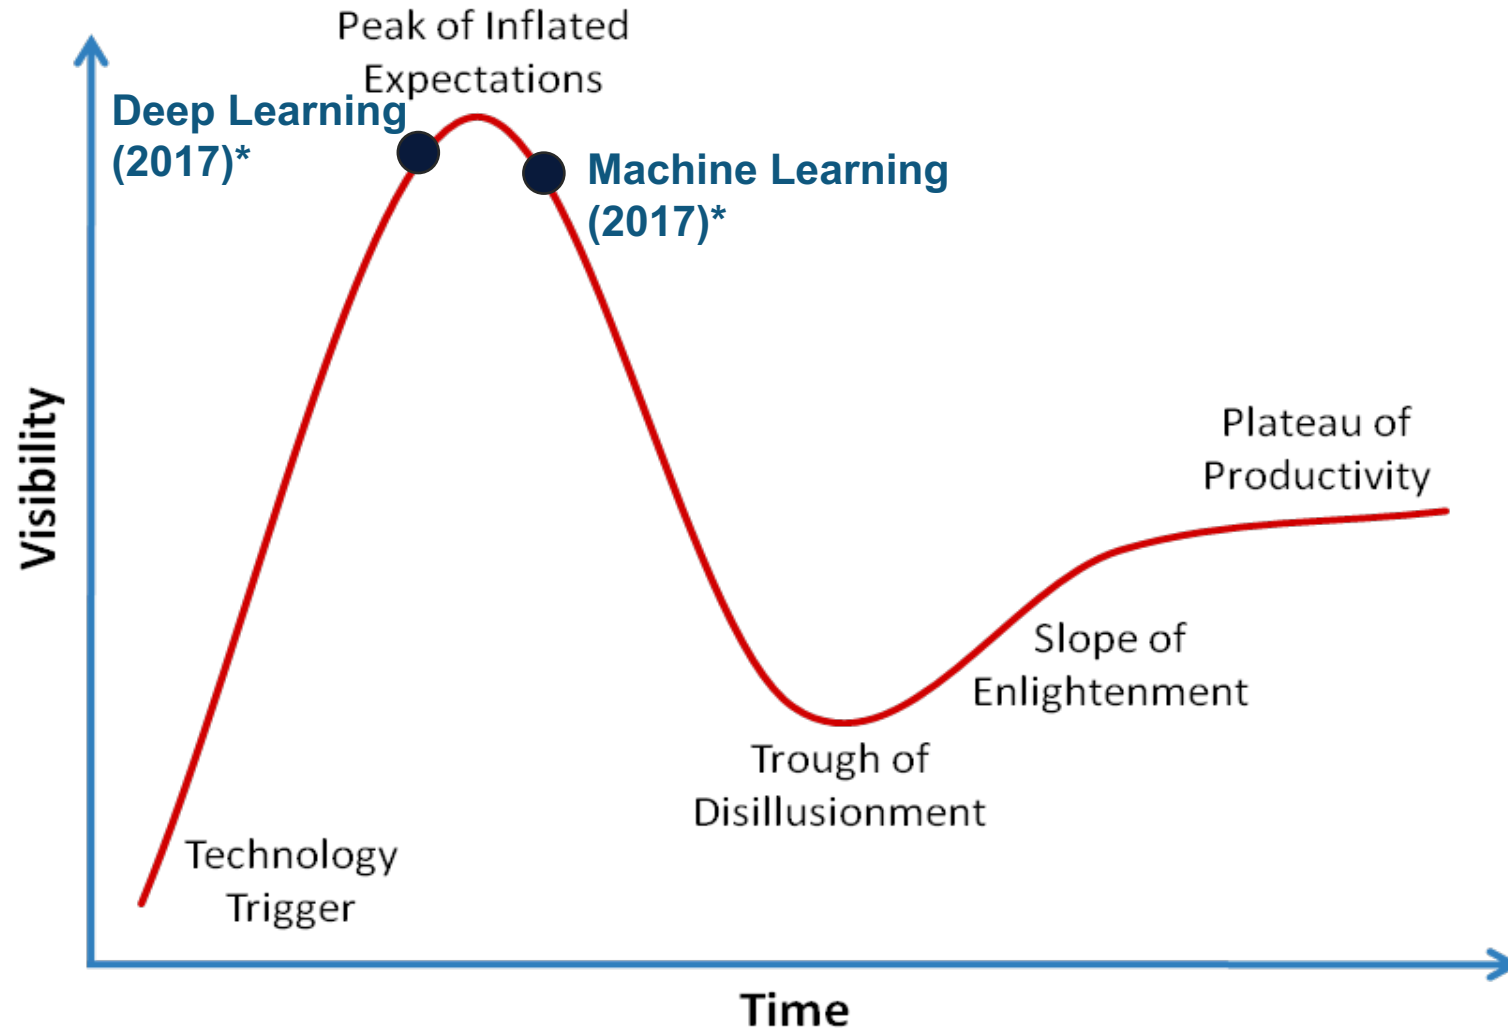 Peak of Inflated
Expectations
Deep Learning
(2017)*
Machine Learning
(2017)*
Visibility
Plateau of
Productivity
Slope of
Enlightenment
Trough of
Disillusionment
Technology
Trigger
Time